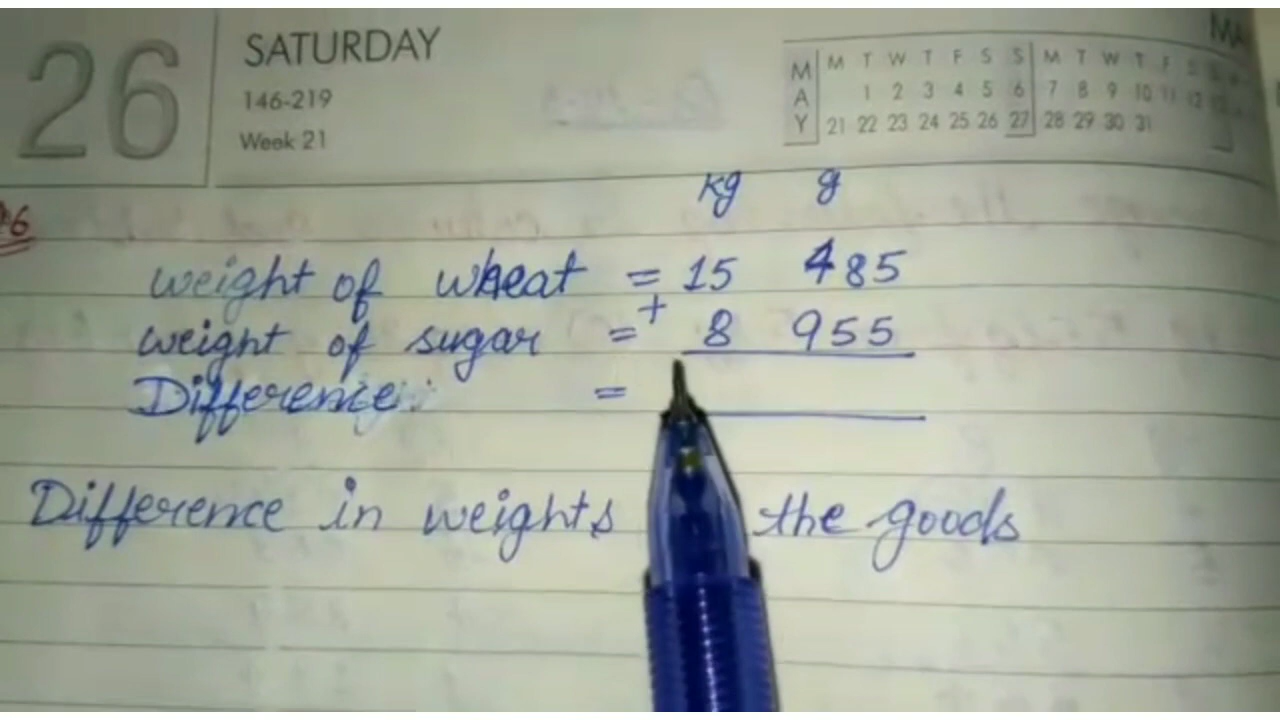 26
SATURDAY
146-219
Week 21
MAY
M T W T F S S M T W T F S
1 2 3 4 5 6 7 8 9 10 11 12
21 22 23 24 25 26 27 28 29 30 31
kg g
weight of wheat = 15 485
weight of sugar = + 8 955
Difference =
Difference in weights the goods